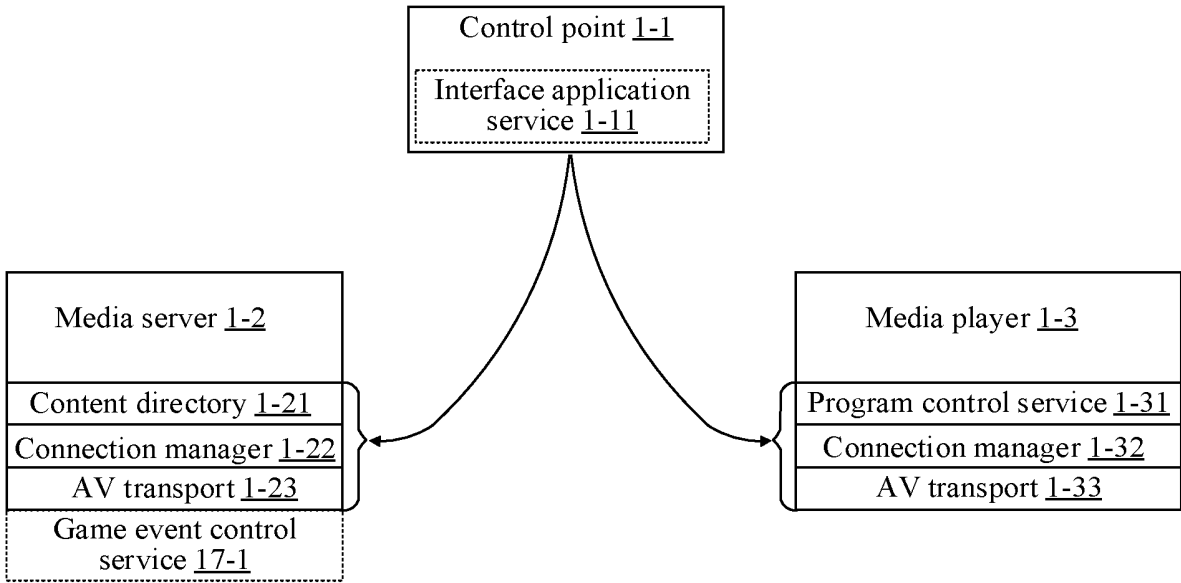 Control point 1-1
Interface application
service 1-11
Media server 1-2
Content directory 1-21
Connection manager 1-22
AV transport 1-23
Game event control
service 17-1
Media player 1-3
Program control service 1-31
Connection manager 1-32
AV transport 1-33